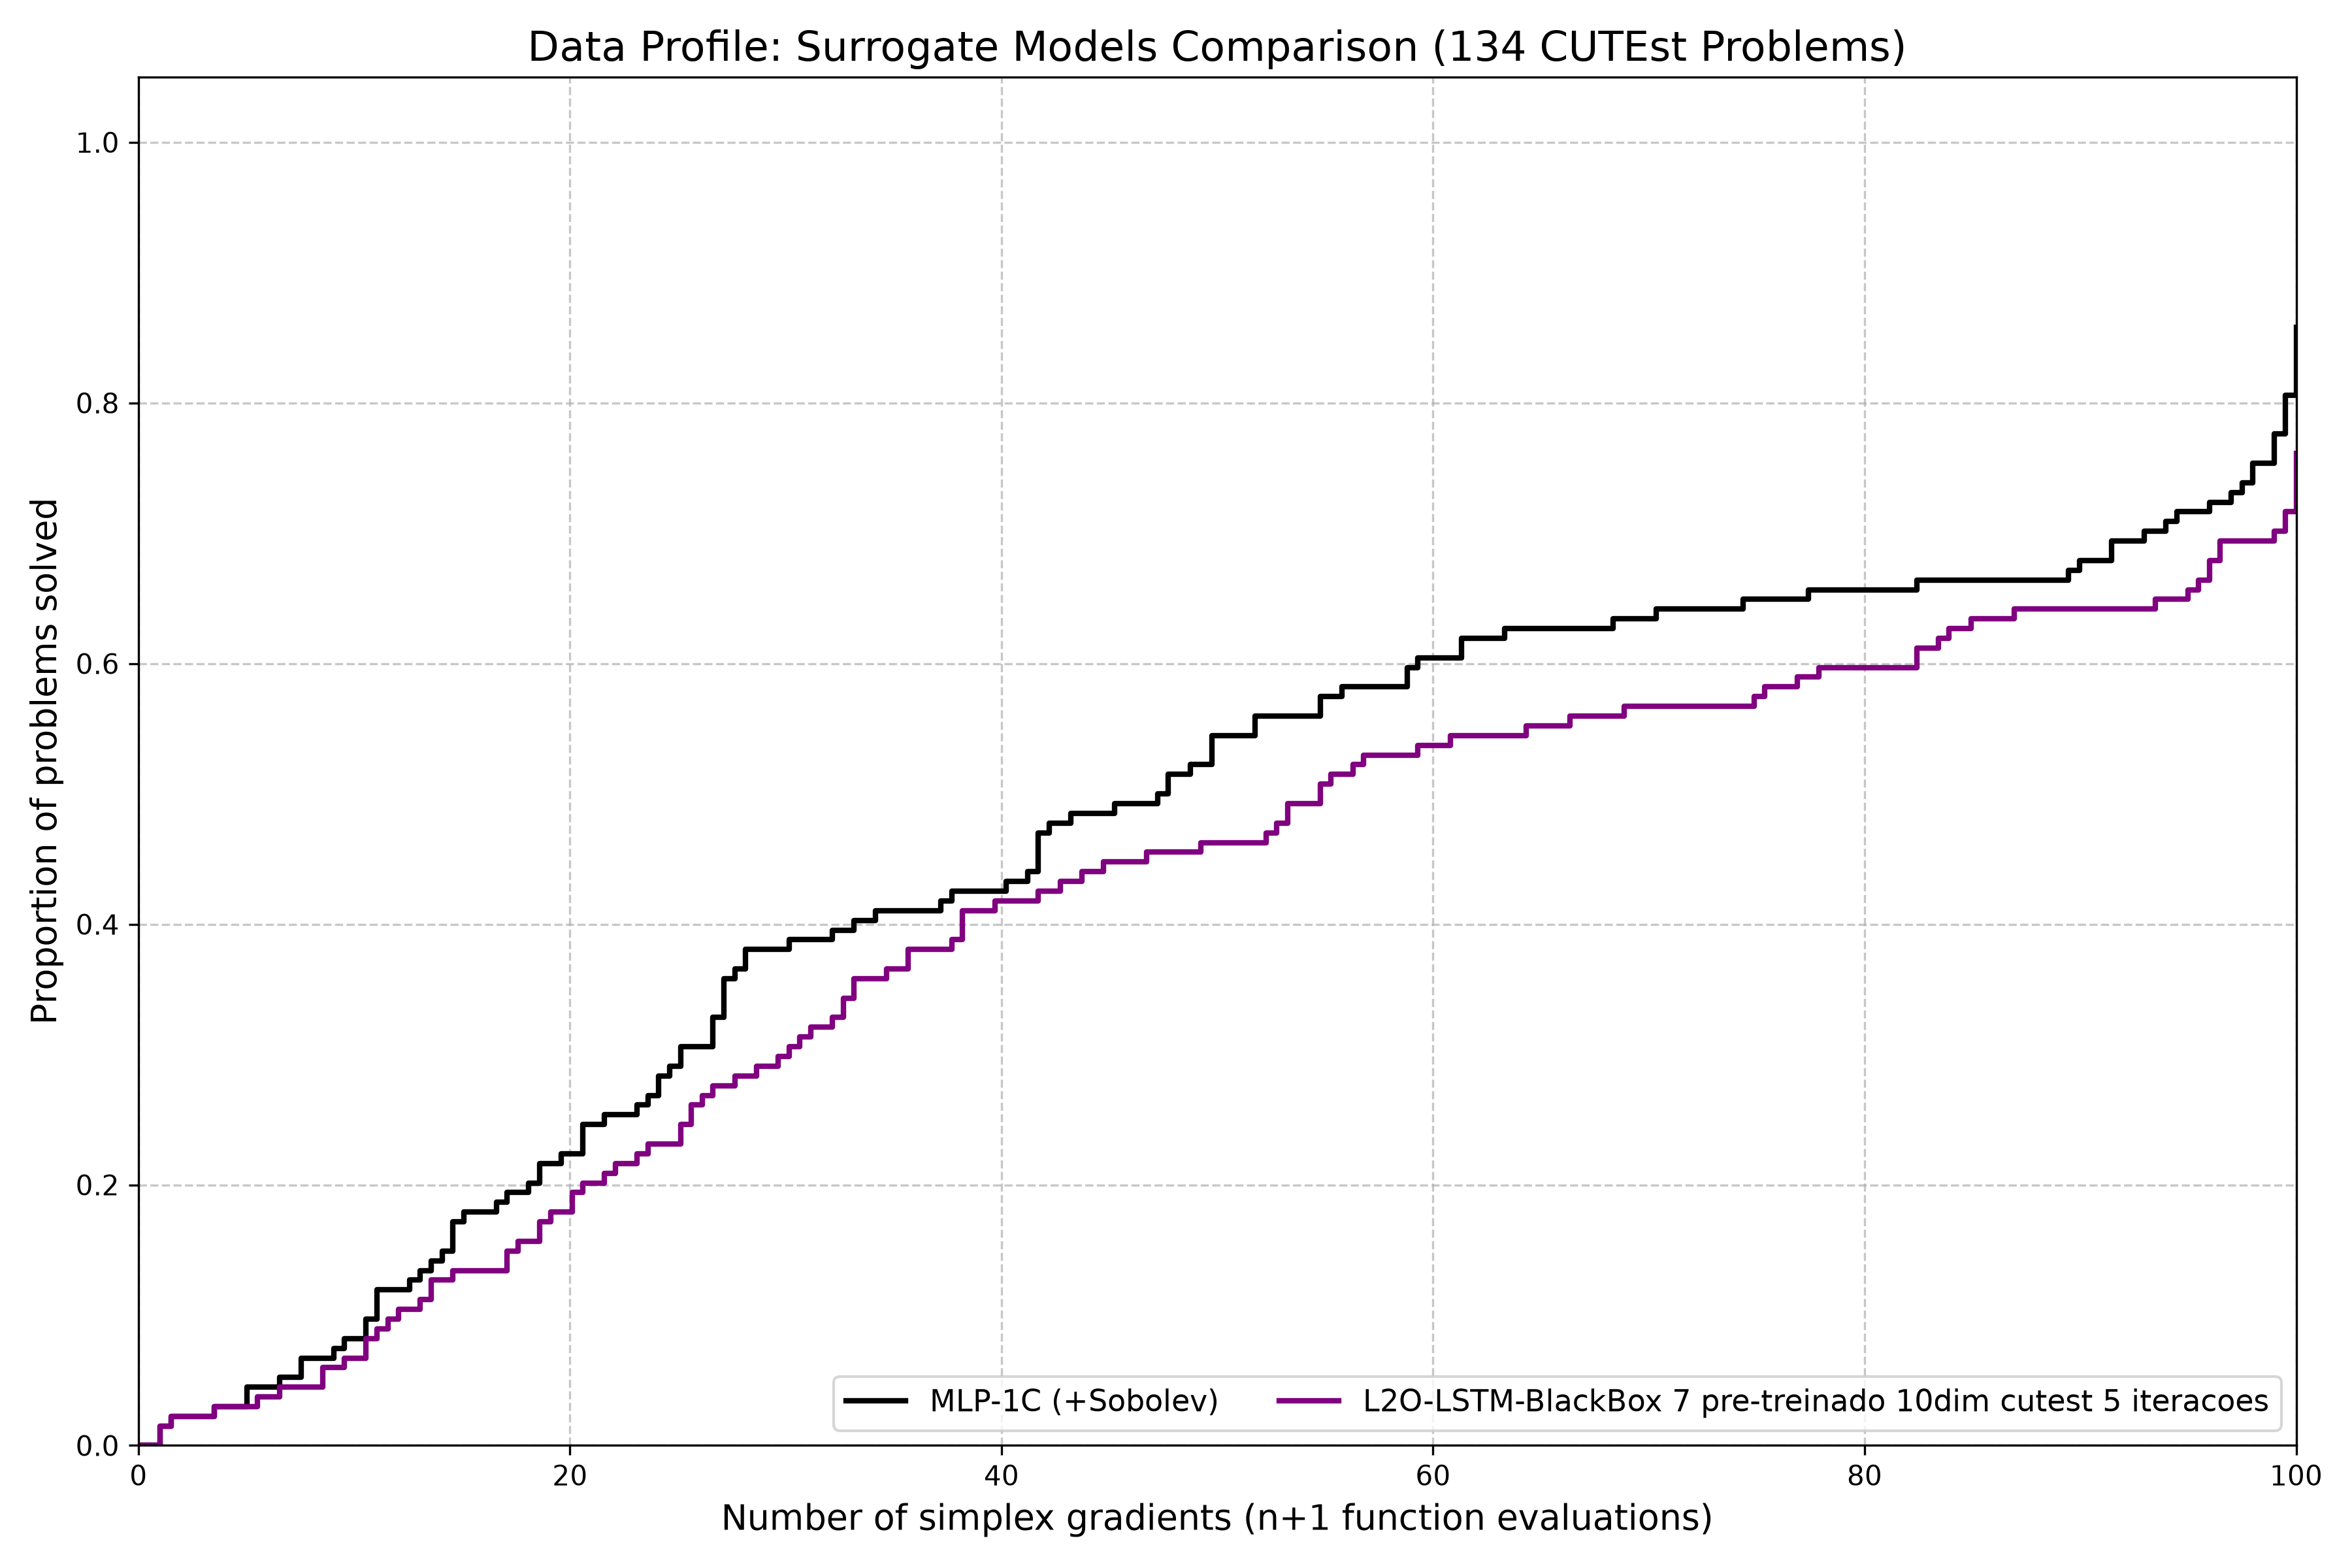 Data Profile: Surrogate Models Comparison (134 CUTEst Problems)
Proportion of problems solved
1.0
0.8
0.6
0.4
0.2
0.0
0 20 40 60 80 100
MLP-1C (+Sobolev) L2O-LSTM-BlackBox 7 pre-treinado 10dim cutest 5 iteracoes
Number of simplex gradients (n+1 function evaluations)